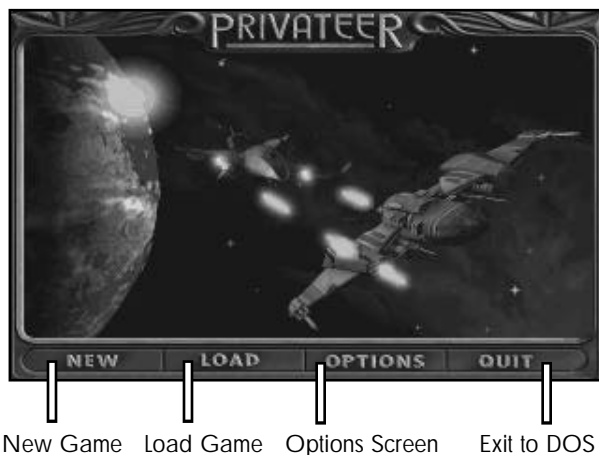 PRIVATEER
NEW LOAD OPTIONS QUIT
New Game Load Game Options Screen Exit to DOS